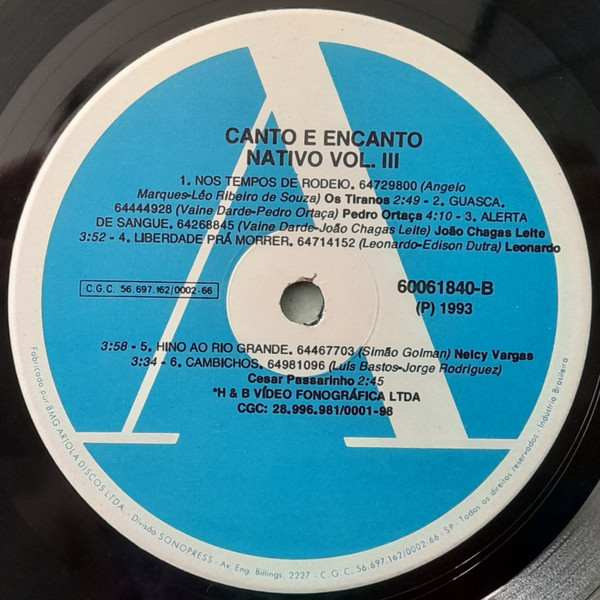 CANTO E ENCANTO
NATIVO VOL. III
1. NOS TEMPOS DE RODEIO. 64729800 (Angelo
Marques-Lêo Ribeiro de Souza) Os Tiranos 2:49 - 2. GUASCA.
64444928 (Vaine Darde-Pedro Ortaça) Pedro Ortaça 4:10 - 3. ALERTA
DE SANGUE. 64268845 (Vaine Darde-João Chagas Leite) João Chagas Leite
3:52 - 4. LIBERDADE PRÁ MORRER. 64714152 (Leonardo-Edison Dutra) Leonardo
C.G.C. 56.697.162/0002-66
60061840-B
(P) 1993
3:58 - 5. HINO AO RIO GRANDE. 64467703 (Simão Golman) Nelcy Vargas
3:34 - 6. CAMBICHOS. 64981096 (Luis Bastos-Jorge Rodriguez)
Cesar Passarinho 2:45
*H & B VÍDEO FONOGRÁFICA LTDA
CGC: 28.996.981/0001-98
Fabricado por BMG ARIOLA DISCOS LTDA. - Divisão SONOPRESS - Av. Eng. Billings, 2227 - C.G.C. 56.697.162/0002-66 - SP - Todos os direitos reservados - Indústria Brasileira